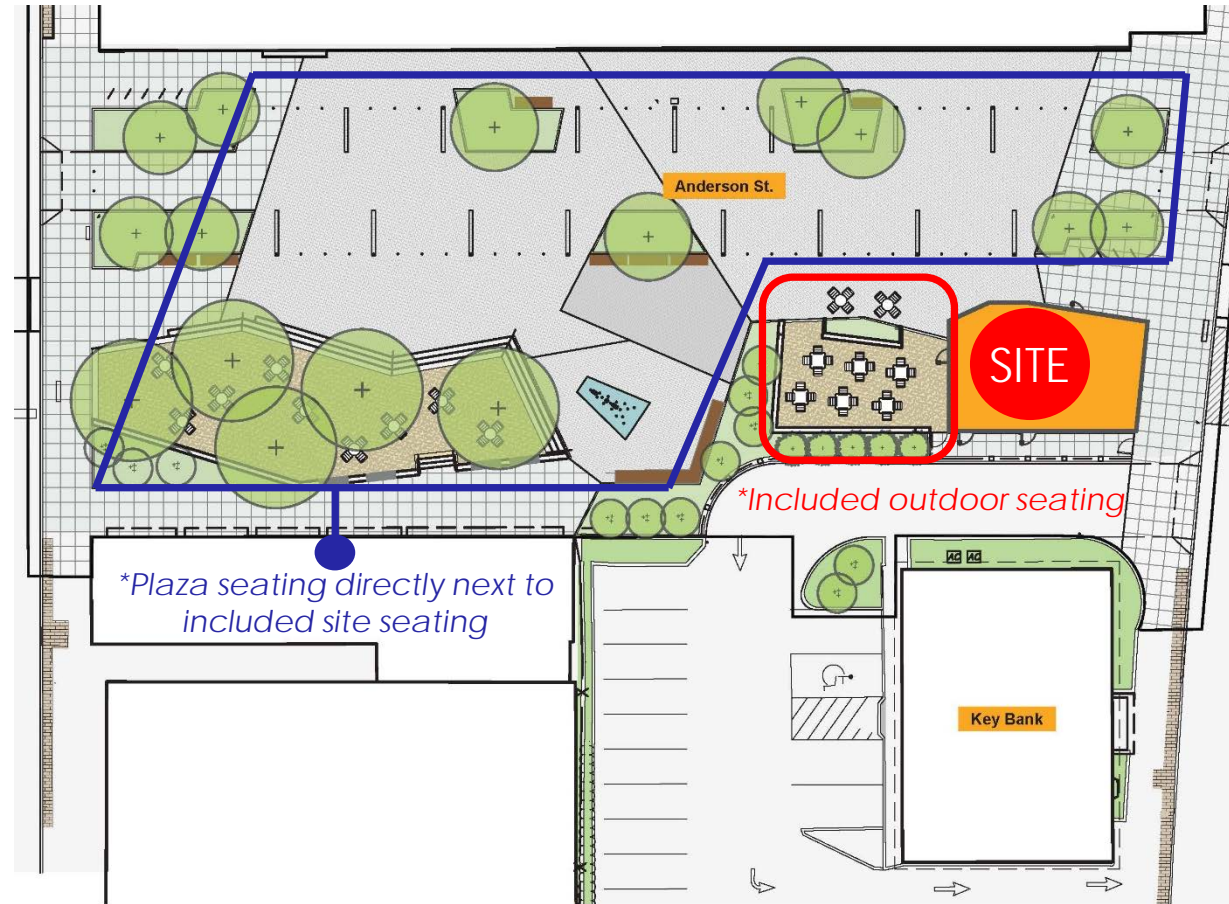 Anderson St.
SITE
*Included outdoor seating
*Plaza seating directly next to
included site seating
AC AC
Key Bank